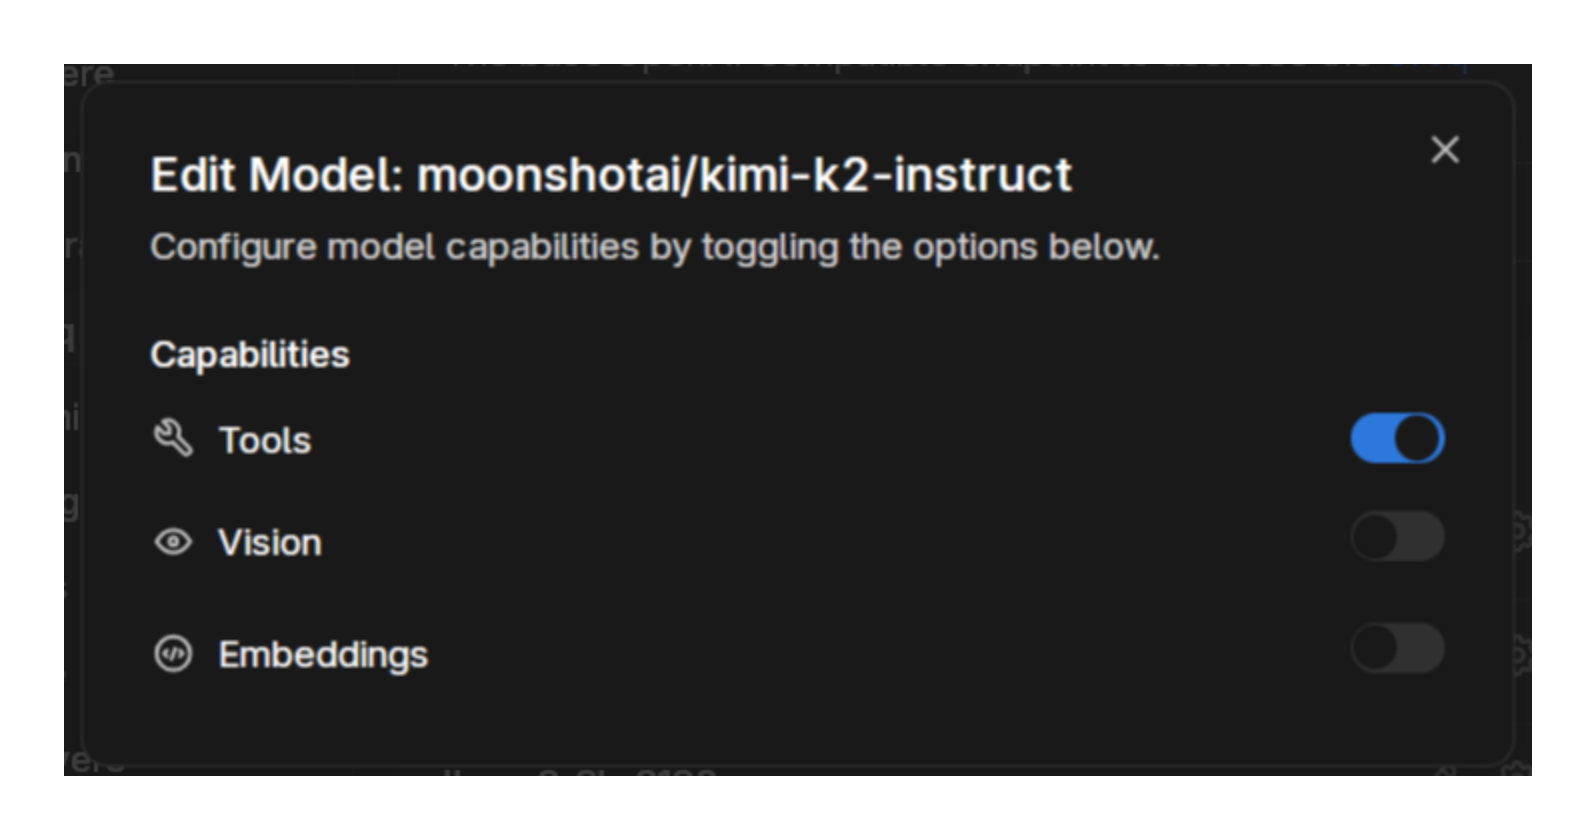 Edit Model: moonshotai/kimi-k2-instruct
Configure model capabilities by toggling the options below.
Capabilities
Tools
Vision
Embeddings